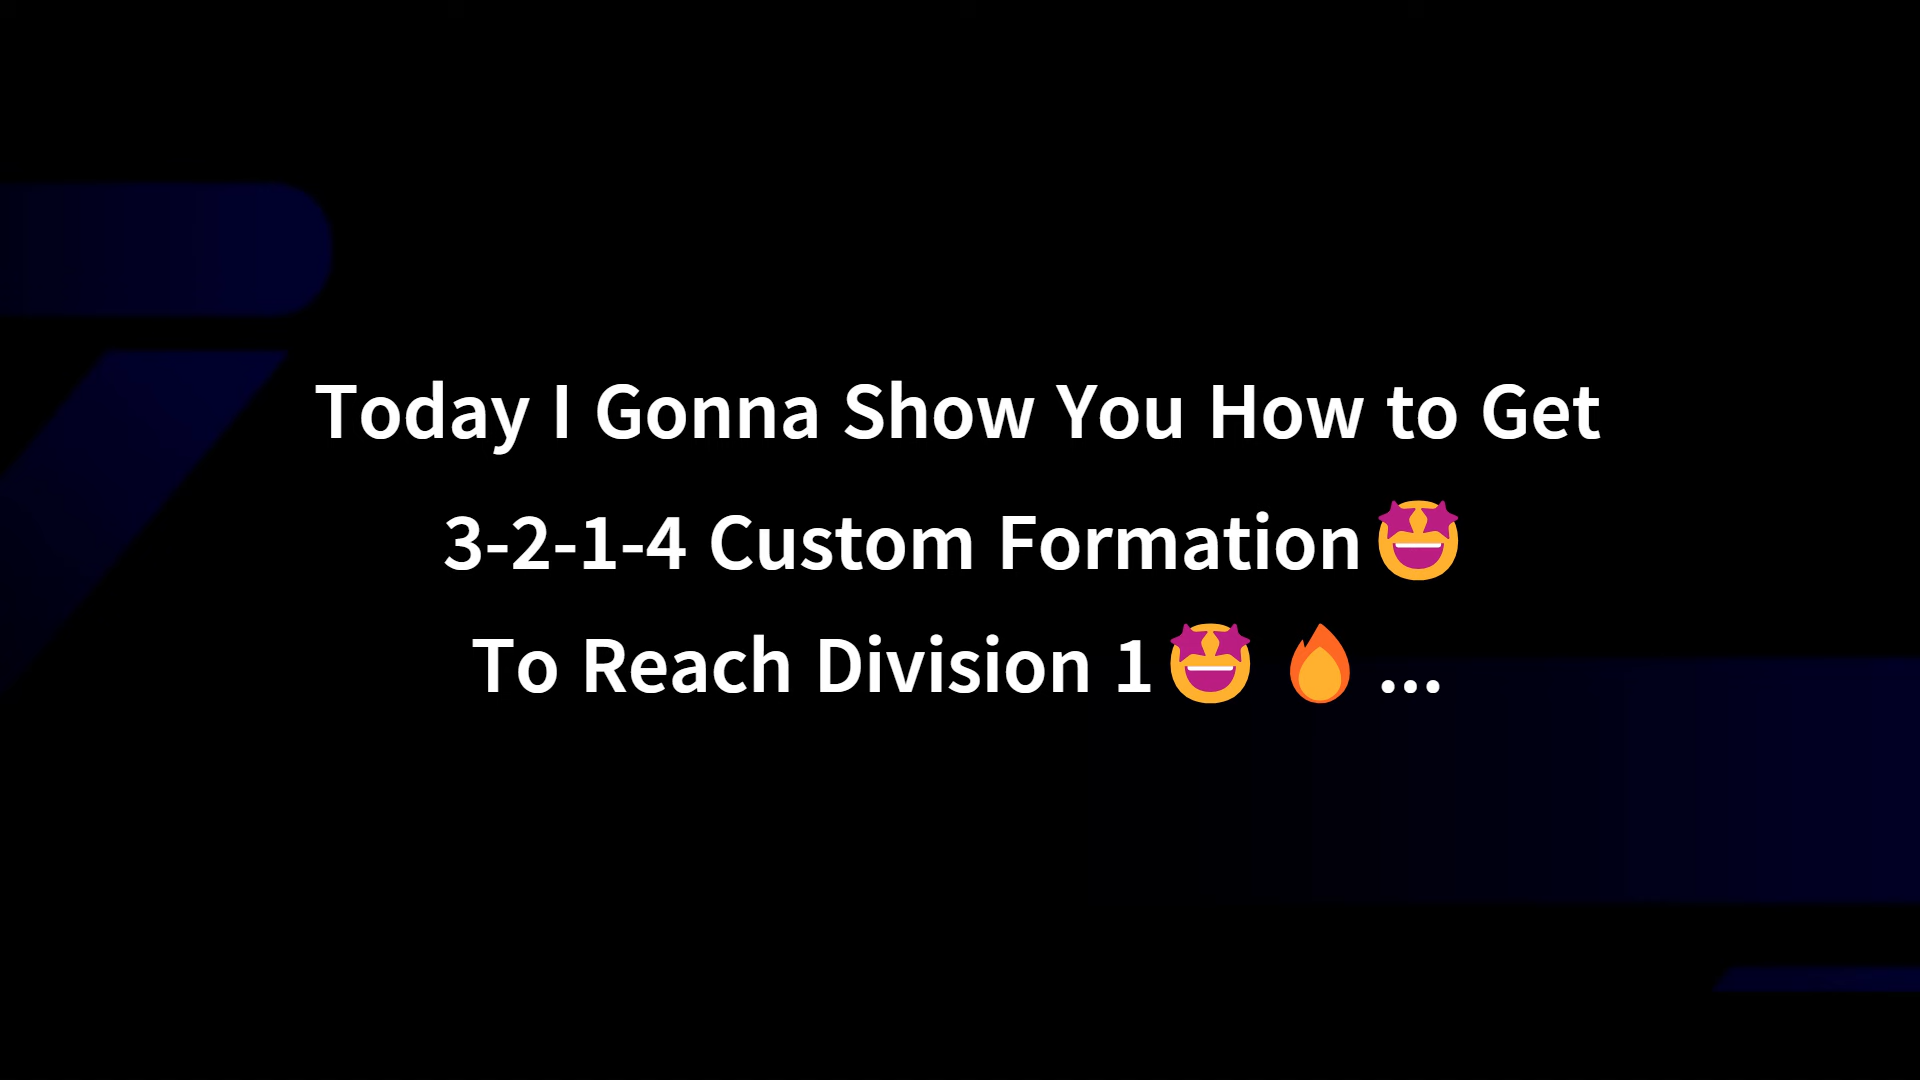 Today I Gonna Show You How to Get
3-2-1-4 Custom Formation🤩
To Reach Division 1🤩 🔥 ...